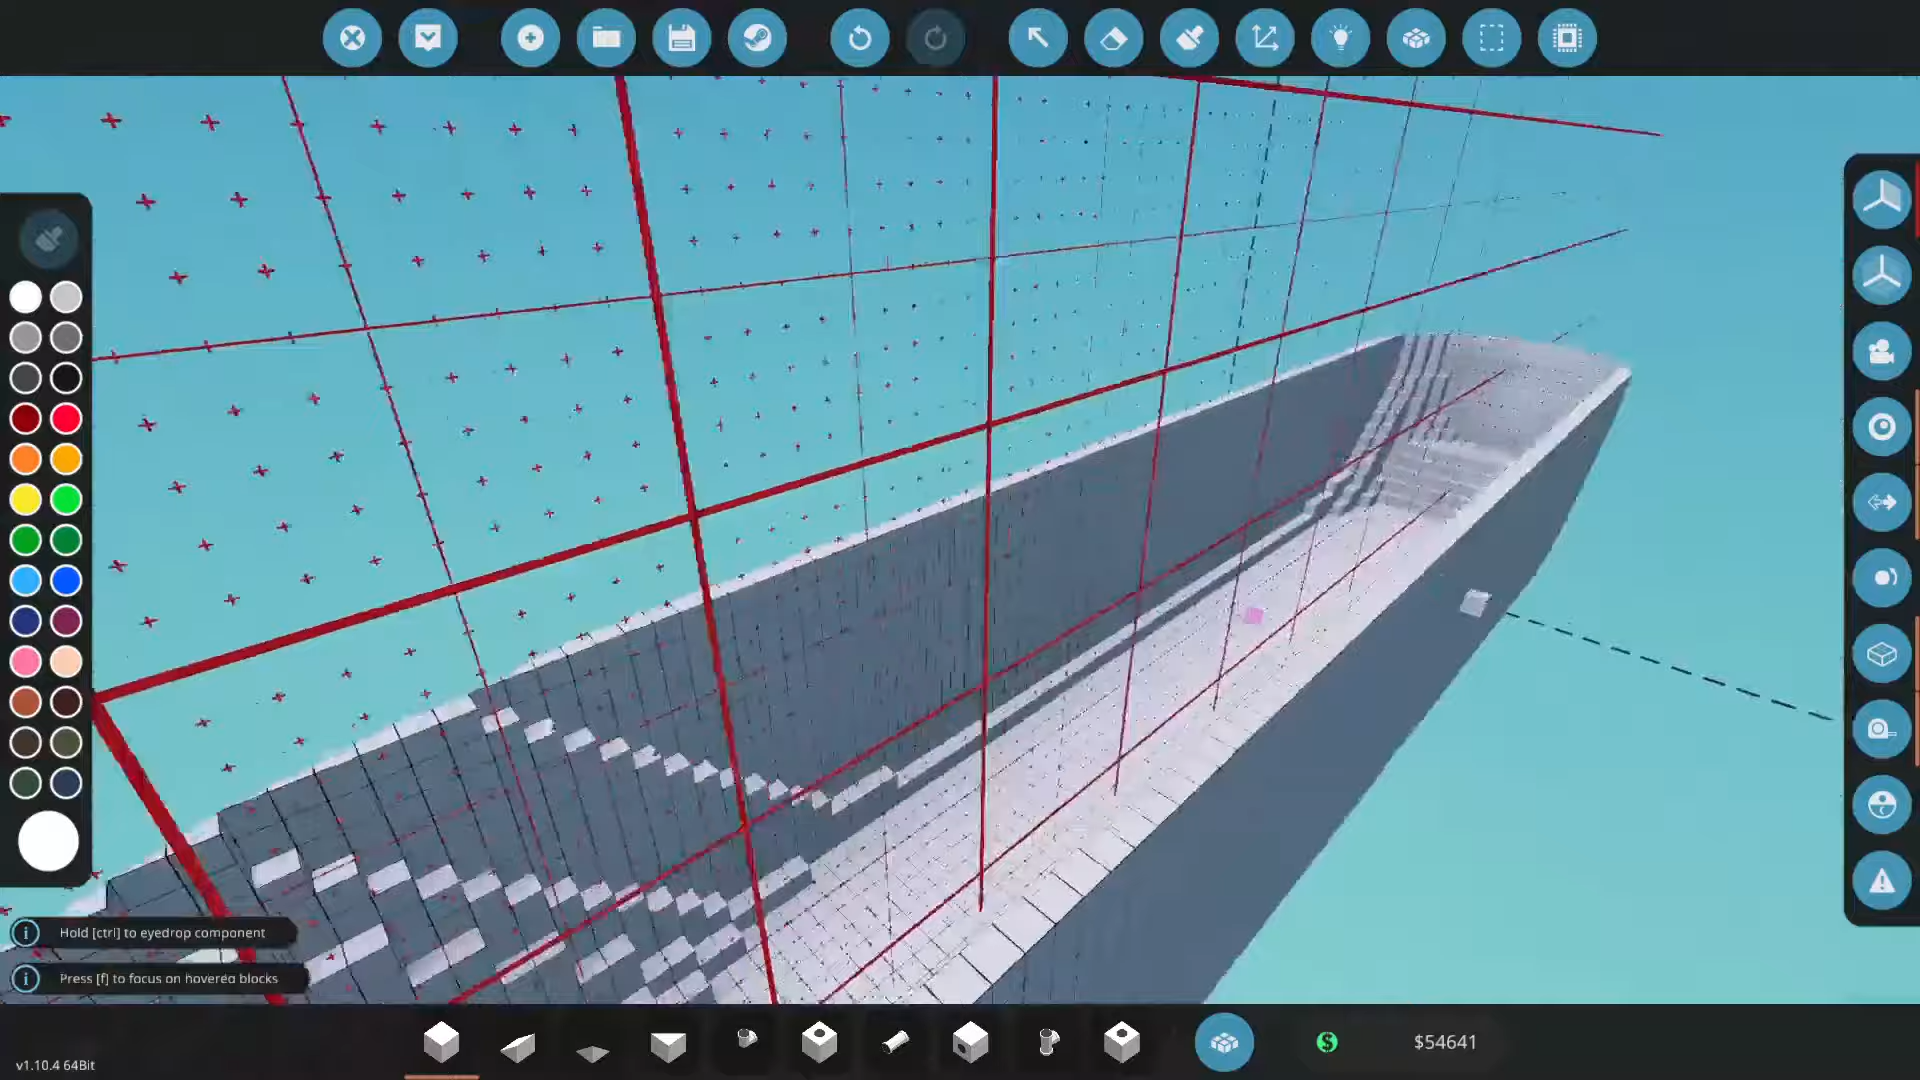 Hold [ctrl] to eyedrop component
Press [f] to focus on hovered blocks
v1.10.4 64Bit
$54641